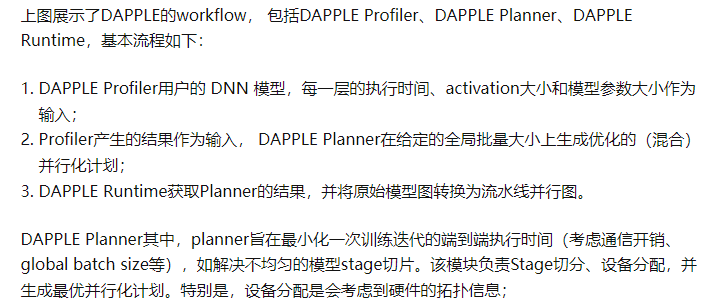 上图展示了DAPPLE的workflow， 包括DAPPLE Profiler、DAPPLE Planner、DAPPLE
Runtime，基本流程如下：
1. DAPPLE Profiler用户的 DNN 模型，每一层的执行时间、activation大小和模型参数大小作为
输入；
2. Profiler产生的结果作为输入， DAPPLE Planner在给定的全局批量大小上生成优化的（混合）
并行化计划；
3. DAPPLE Runtime获取Planner的结果，并将原始模型图转换为流水线并行图。
DAPPLE Planner其中，planner旨在最小化一次训练迭代的端到端执行时间（考虑通信开销、
global batch size等），如解决不均匀的模型stage切片。该模块负责Stage切分、设备分配，并
生成最优并行化计划。特别是，设备分配是会考虑到硬件的拓扑信息；